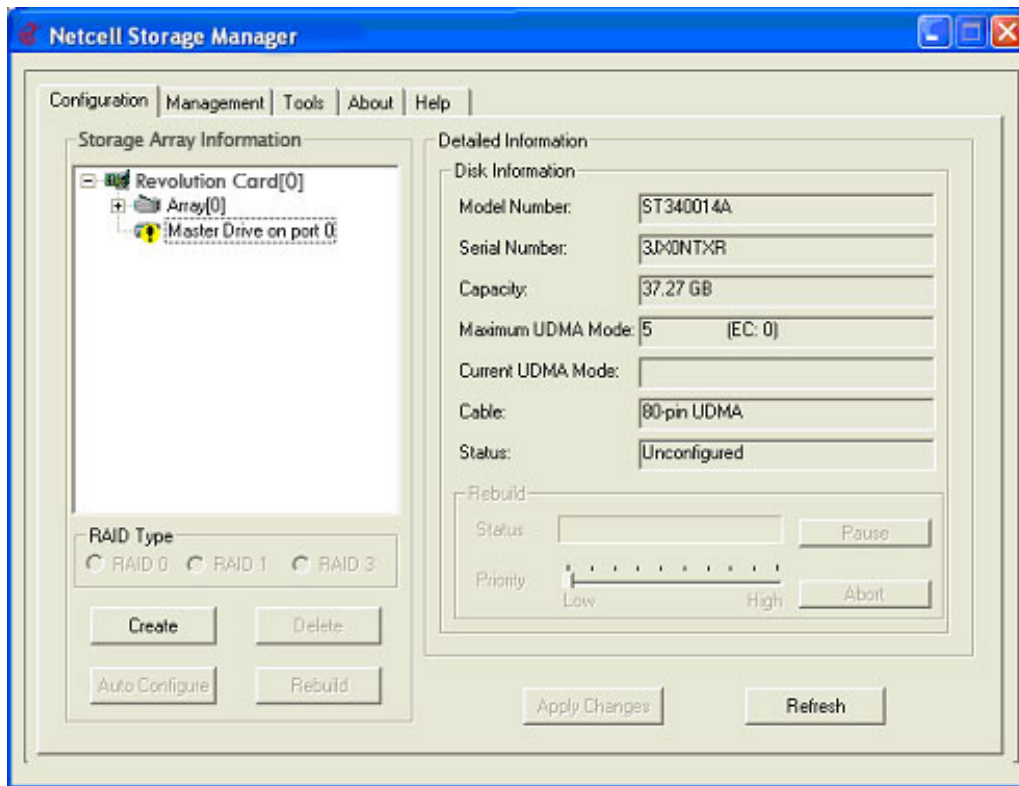 Netcell Storage Manager
Configuration Management Tools About Help
Storage Array Information
Revolution Card[0]
Array[0]
Master Drive on port 0
RAID Type
RAID 0 RAID 1 RAID 3
Create Delete
Auto Configure Rebuild
Detailed Information
Disk Information
Model Number: ST340014A
Serial Number: 3JX0NTXR
Capacity: 37.27 GB
Maximum UDMA Mode: 5 (EC: 0)
Current UDMA Mode:
Cable: 80-pin UDMA
Status: Unconfigured
Rebuild
Status Pause
Priority Low High Abort
Apply Changes Refresh